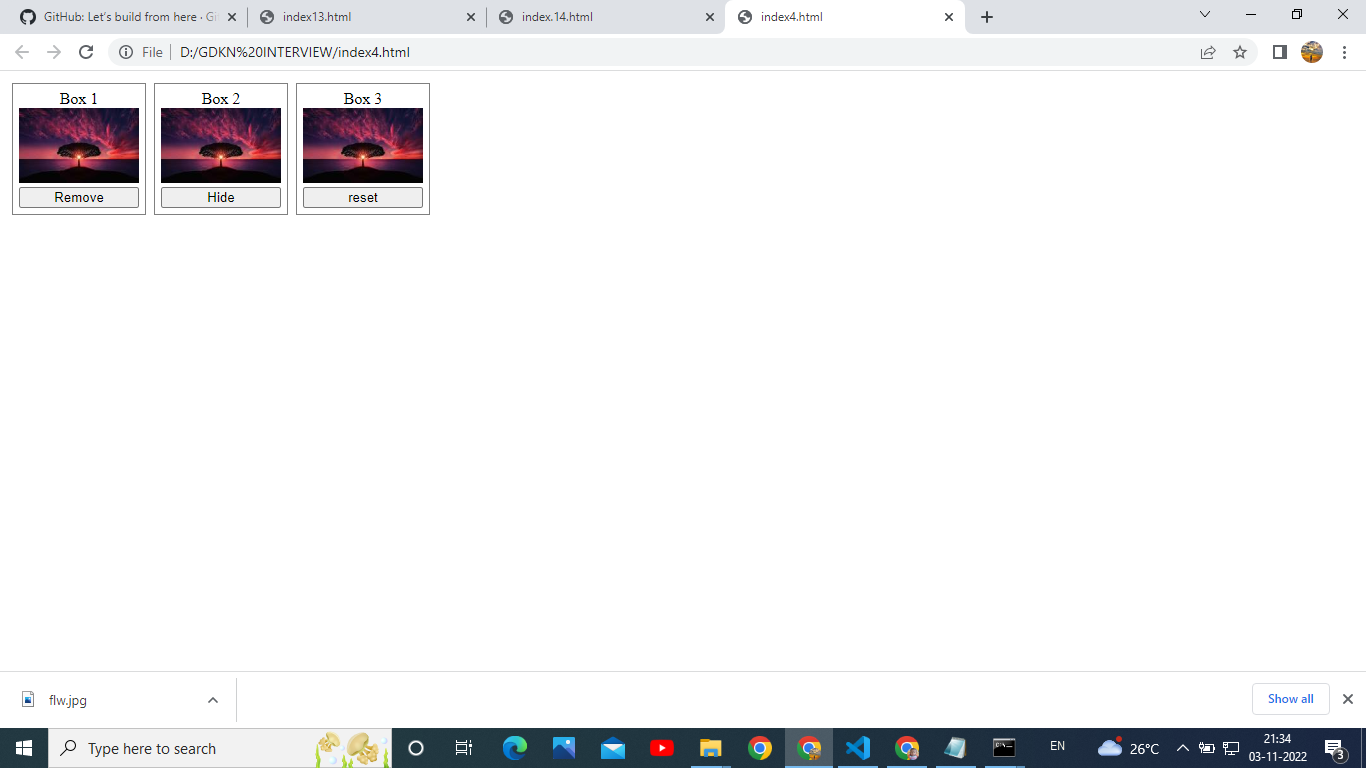 GitHub: Let's build from here · Gi
index13.html
index.14.html
index4.html
File
D:/GDKN%20INTERVIEW/index4.html
Box 1
Box 2
Box 3
Remove
Hide
reset
flw.jpg
Show all
Type here to search
EN
26°C
21:34
03-11-2022
3